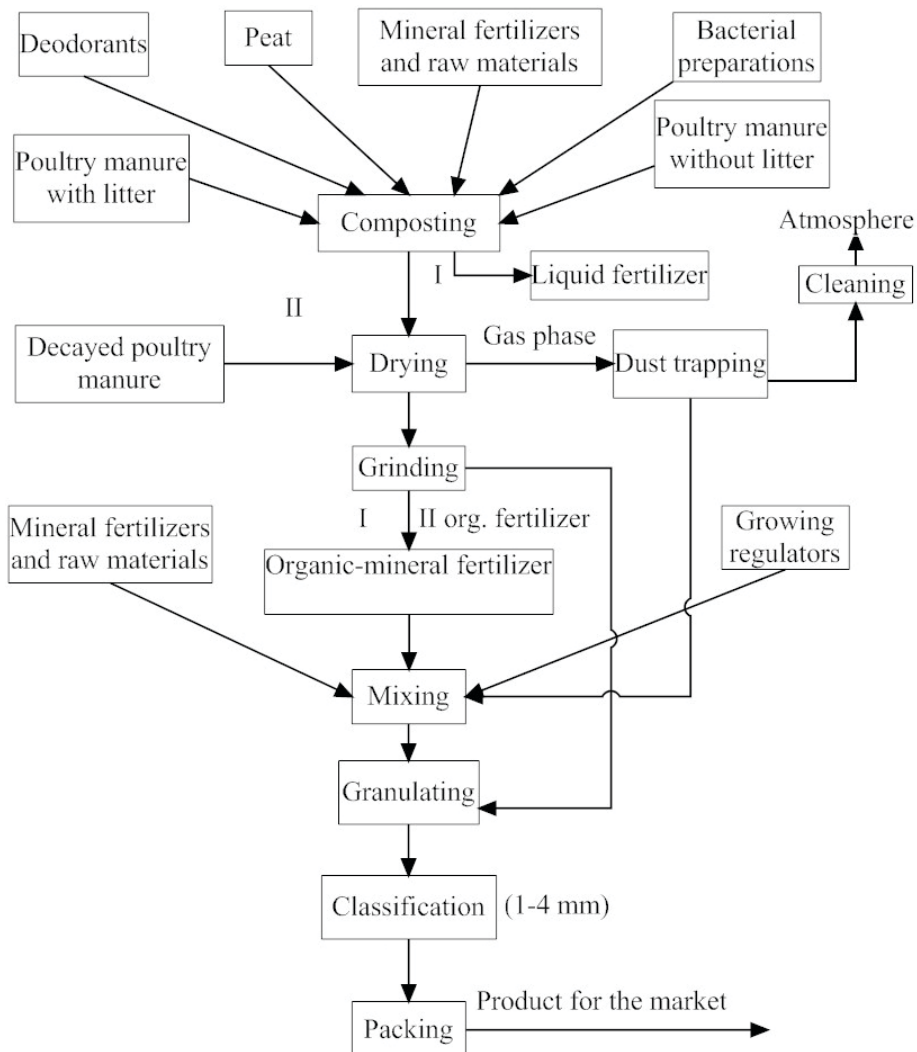 Deodorants
Peat
Mineral fertilizers
and raw materials
Bacterial
preparations
Poultry manure
with litter
Poultry manure
without litter
Composting
Atmosphere
Cleaning
I
Liquid fertilizer
II
Decayed poultry
manure
Drying
Gas phase
Dust trapping
Grinding
I
II org. fertilizer
Mineral fertilizers
and raw materials
Organic-mineral fertilizer
Growing
regulators
Mixing
Granulating
Classification
(1-4 mm)
Packing
Product for the market